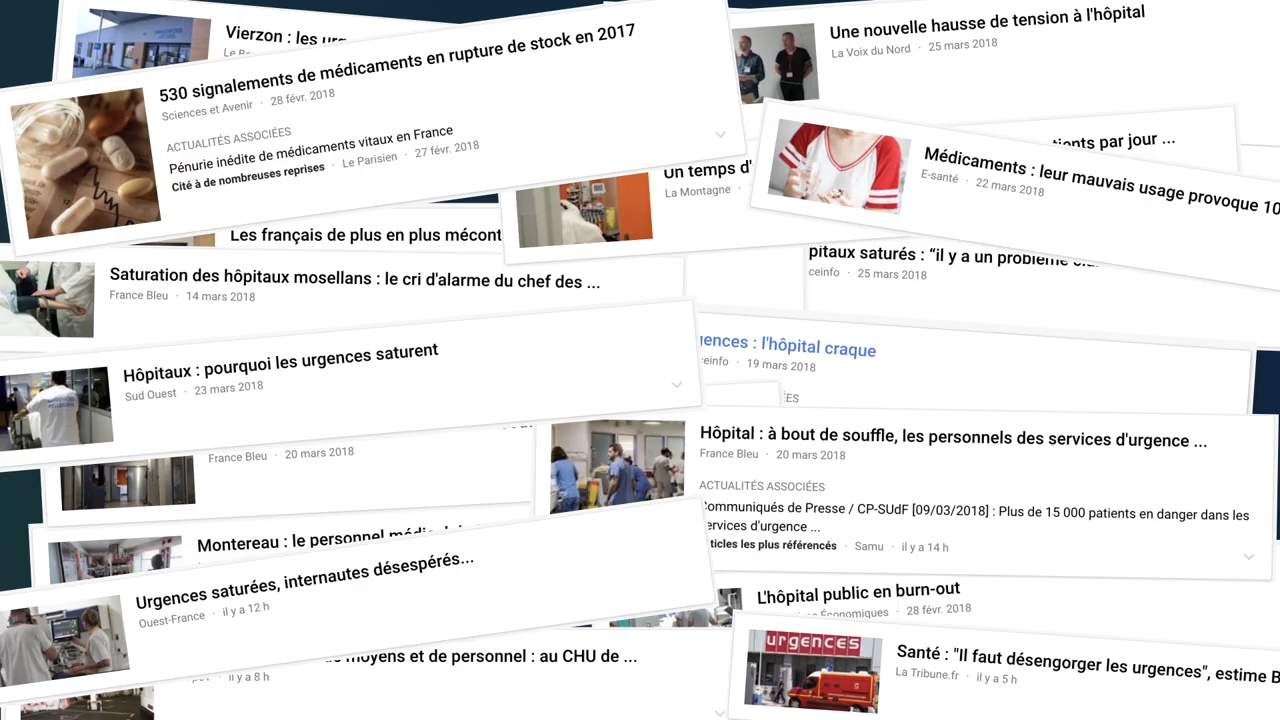 Vierzon : les
530 signalements de médicaments en rupture de stock en 2017
Sciences et Avenir · 28 févr. 2018
ACTUALITÉS ASSOCIÉES
Pénurie inédite de médicaments vitaux en France
Cité à de nombreuses reprises · Le Parisien · 27 févr. 2018
Une nouvelle hausse de tension à l'hôpital
La Voix du Nord · 25 mars 2018
par jour ...
Médicaments : leur mauvais usage provoque 10
E-santé · 22 mars 2018
Un temps d'
La Montagne ·
Les français de plus en plus mécont
saturés : “il y a un problème
ceinfo · 25 mars 2018
Saturation des hôpitaux mosellans : le cri d'alarme du chef des ...
France Bleu · 14 mars 2018
gences : l'hôpital craque
ceinfo · 19 mars 2018
ÉES
Hôpitaux : pourquoi les urgences saturent
Sud Ouest · 23 mars 2018
France Bleu · 20 mars 2018
Hôpital : à bout de souffle, les personnels des services d'urgence ...
France Bleu · 20 mars 2018
ACTUALITÉS ASSOCIÉES
Communiqués de Presse / CP-SUdF [09/03/2018] : Plus de 15 000 patients en danger dans les
services d'urgence ...
ticles les plus référencés · Samu · il y a 14 h
Montereau : le personnel
Urgences saturées, internautes désespérés...
Ouest-France · il y a 12 h
L'hôpital public en burn-out
Économiques · 28 févr. 2018
moyens et de personnel : au CHU de ...
il y a 8 h
urgences
Santé : "Il faut désengorger les urgences", estime B
La Tribune.fr · il y a 5 h